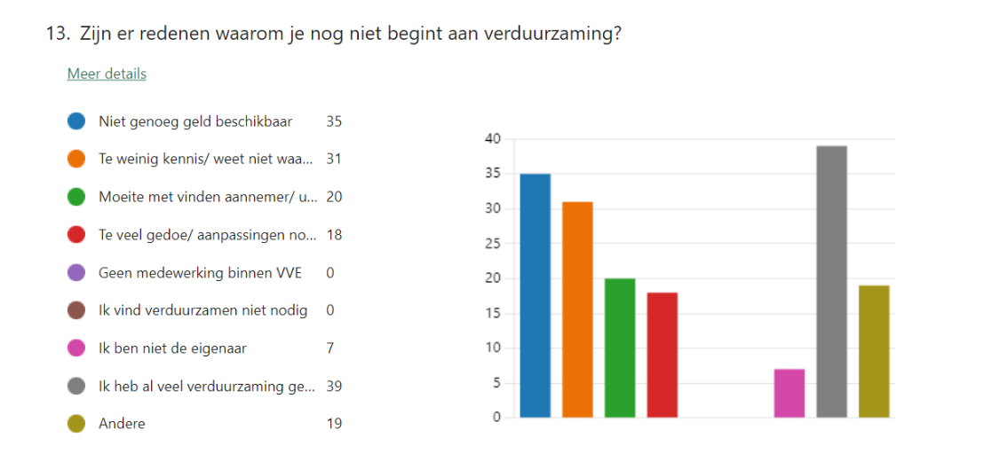 13. Zijn er redenen waarom je nog niet begint aan verduurzaming?
Meer details
Niet genoeg geld beschikbaar 35
Te weinig kennis/ weet niet waa... 31
Moeite met vinden aannemer/ u... 20
Te veel gedoe/ aanpassingen no... 18
Geen medewerking binnen VVE 0
Ik vind verduurzamen niet nodig 0
Ik ben niet de eigenaar 7
Ik heb al veel verduurzaming ge... 39
Andere 19
40
35
30
25
20
15
10
5
0